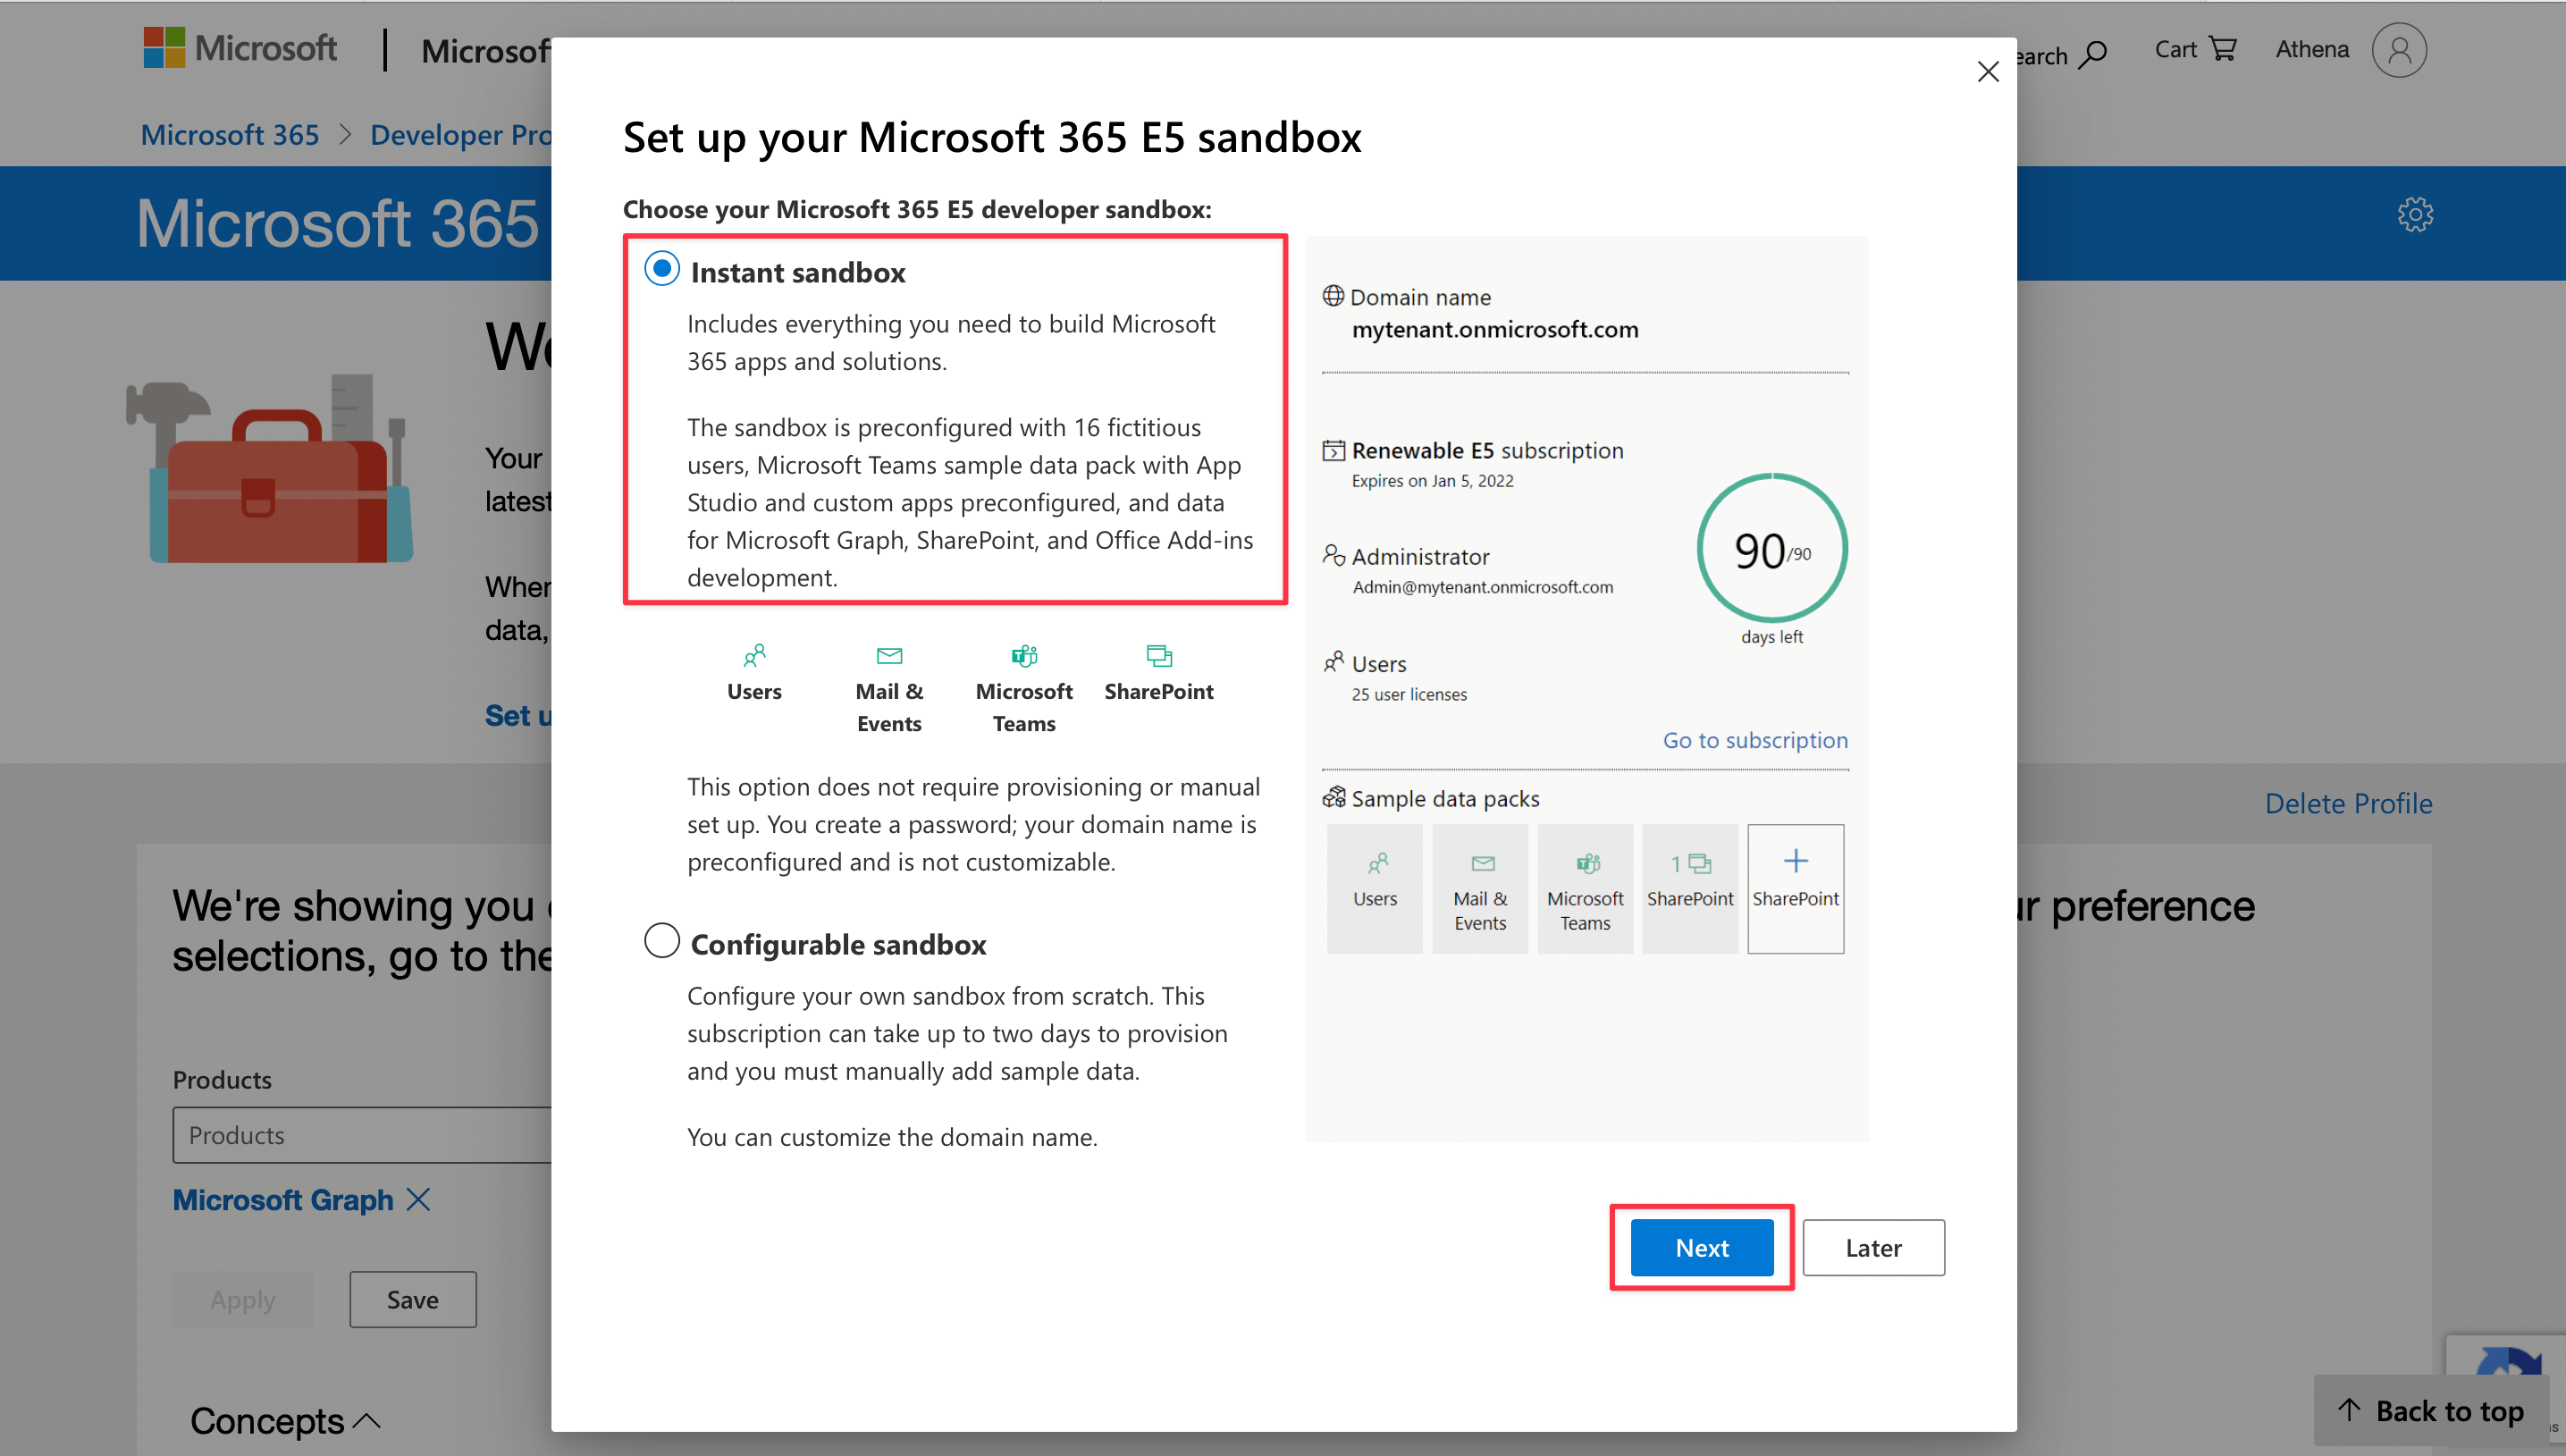 Microsoft
Microsof
earch
Cart
Athena
Microsoft 365 > Developer Pro
Microsoft 365
We
Your
latest
When
data,
Set u
Delete Profile
We're showing you
selections, go to the
ur preference
Products
Products
Microsoft Graph
Apply
Save
Concepts
Set up your Microsoft 365 E5 sandbox
Choose your Microsoft 365 E5 developer sandbox:
Instant sandbox
Includes everything you need to build Microsoft
365 apps and solutions.
The sandbox is preconfigured with 16 fictitious
users, Microsoft Teams sample data pack with App
Studio and custom apps preconfigured, and data
for Microsoft Graph, SharePoint, and Office Add-ins
development.
Users
Mail &
Events
Microsoft
Teams
SharePoint
This option does not require provisioning or manual
set up. You create a password; your domain name is
preconfigured and is not customizable.
Configurable sandbox
Configure your own sandbox from scratch. This
subscription can take up to two days to provision
and you must manually add sample data.
You can customize the domain name.
Domain name
mytenant.onmicrosoft.com
Renewable E5 subscription
Expires on Jan 5, 2022
Administrator
Admin@mytenant.onmicrosoft.com
90/90
days left
Users
25 user licenses
Go to subscription
Sample data packs
Users
Mail &
Events
Microsoft
Teams
1
SharePoint
SharePoint
Next
Later
Back to top